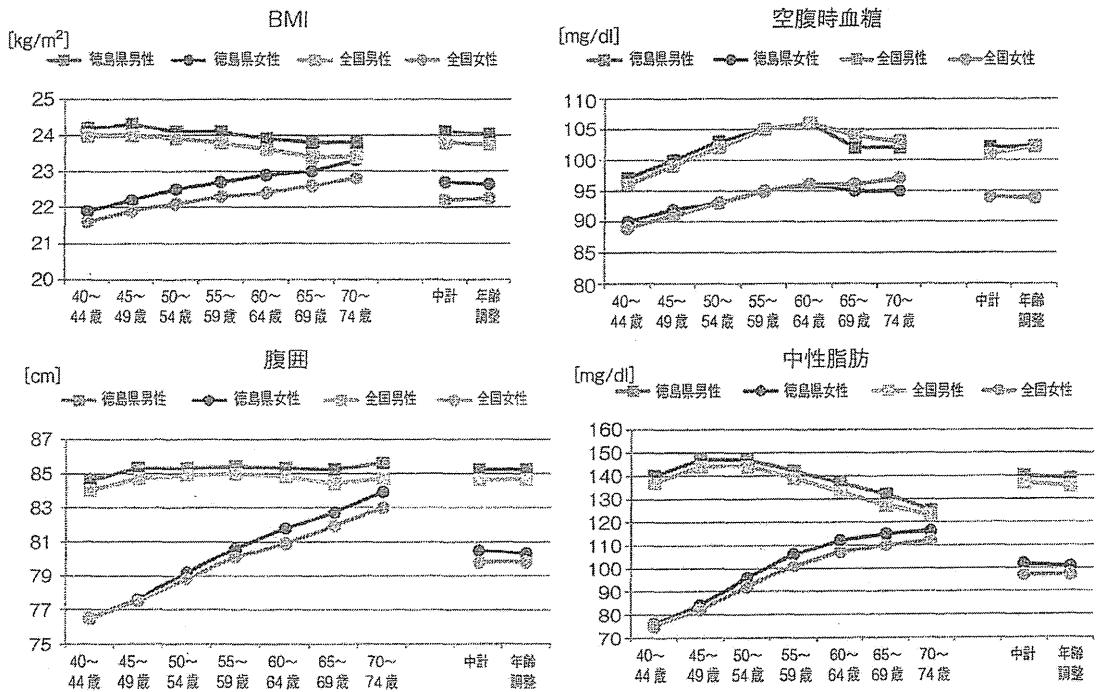 BMI
[kg/m²]
徳島県男性 徳島県女性 全国男性 全国女性
25
24
23
22
21
20
40～ 45～ 50～ 55～ 60～ 65～ 70～ 中計 年齢
44歳 49歳 54歳 59歳 64歳 69歳 74歳 調整
空腹時血糖
[mg/dl]
徳島県男性 徳島県女性 全国男性 全国女性
110
105
100
95
90
85
80
40～ 45～ 50～ 55～ 60～ 65～ 70～ 中計 年齢
44歳 49歳 54歳 59歳 64歳 69歳 74歳 調整
腹囲
[cm]
徳島県男性 徳島県女性 全国男性 全国女性
87
85
83
81
79
77
75
40～ 45～ 50～ 55～ 60～ 65～ 70～ 中計 年齢
44歳 49歳 54歳 59歳 64歳 69歳 74歳 調整
中性脂肪
[mg/dl]
徳島県男性 徳島県女性 全国男性 全国女性
160
150
140
130
120
110
100
90
80
70
40～ 45～ 50～ 55～ 60～ 65～ 70～ 中計 年齢
44歳 49歳 54歳 59歳 64歳 69歳 74歳 調整